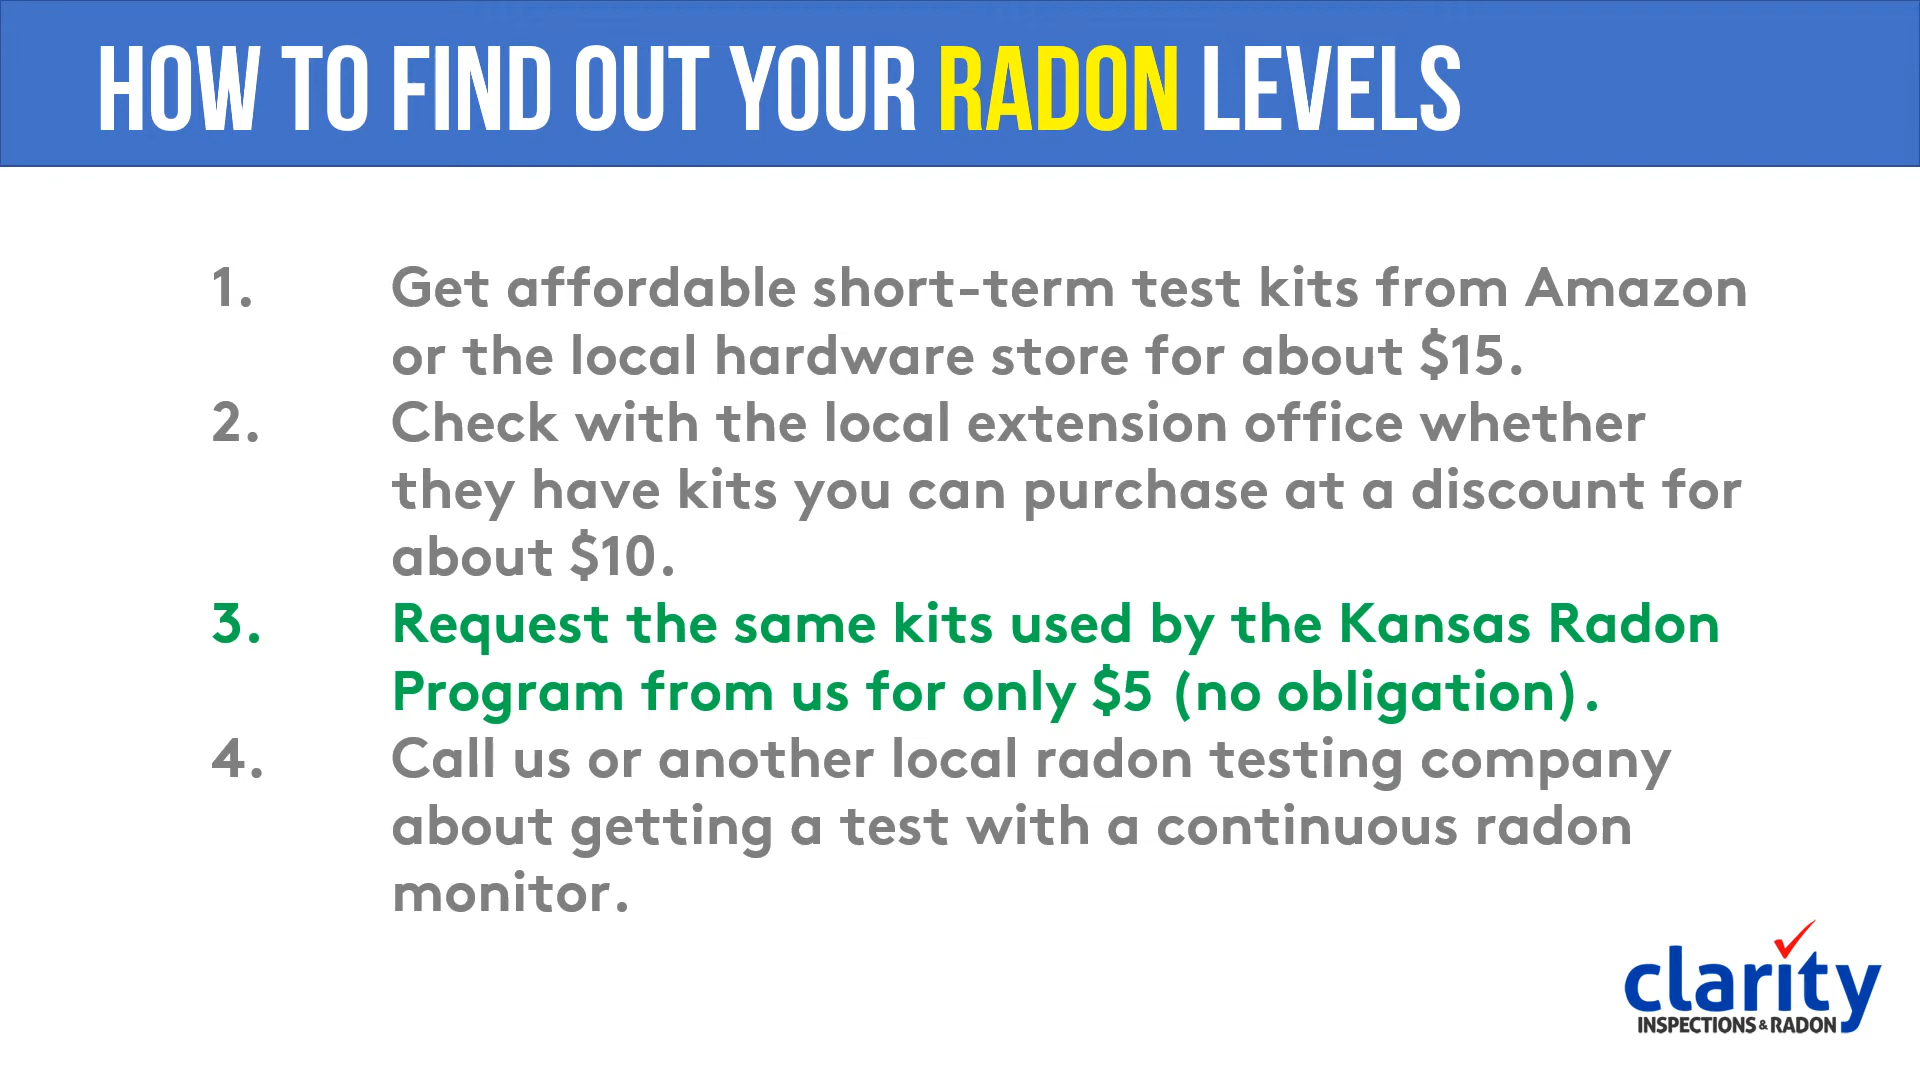 HOW TO FIND OUT YOUR RADON LEVELS
1. Get affordable short-term test kits from Amazon
or the local hardware store for about $15.
2. Check with the local extension office whether
they have kits you can purchase at a discount for
about $10.
3. Request the same kits used by the Kansas Radon
Program from us for only $5 (no obligation).
4. Call us or another local radon testing company
about getting a test with a continuous radon
monitor.
clarity
INSPECTIONS & RADON